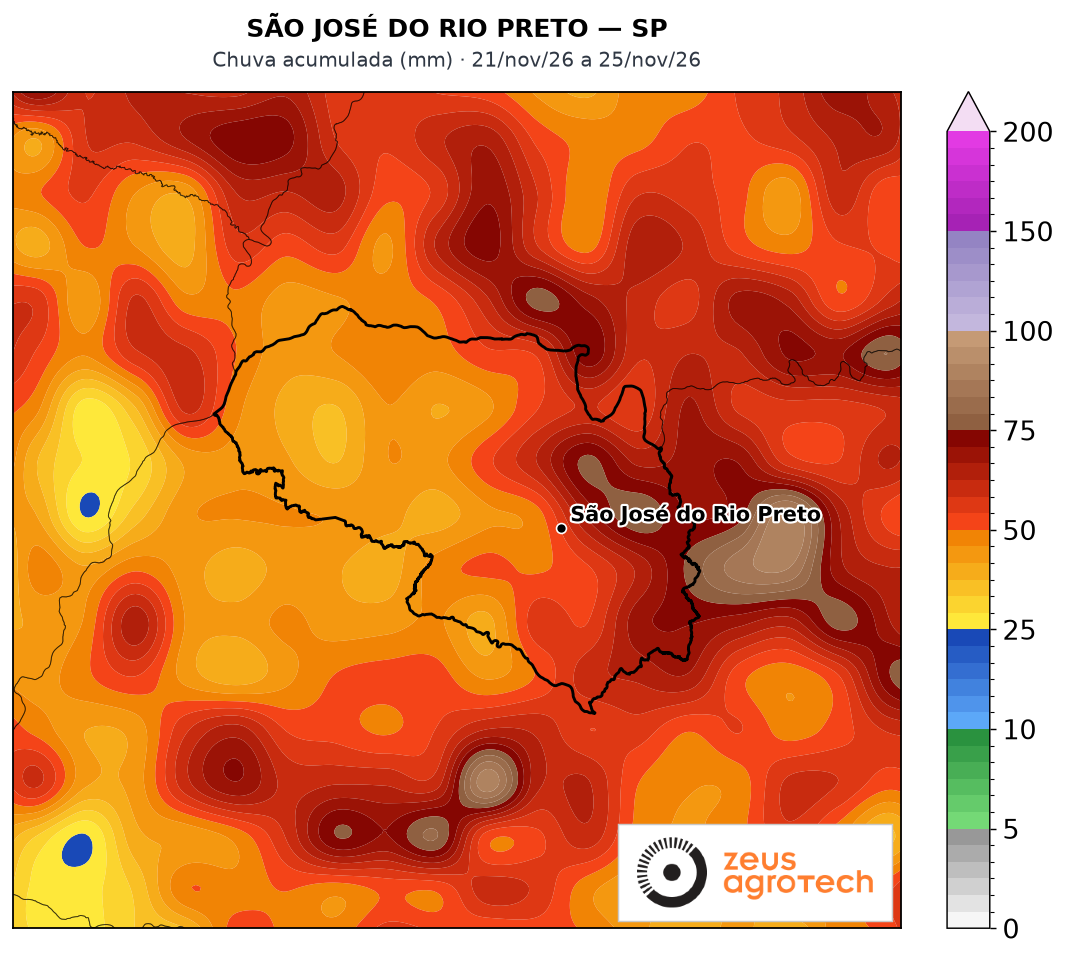 SÃO JOSÉ DO RIO PRETO — SP
Chuva acumulada (mm) · 21/nov/26 a 25/nov/26
200
150
100
75
50
25
10
5
0
São José do Rio Preto
zeus
agrotech